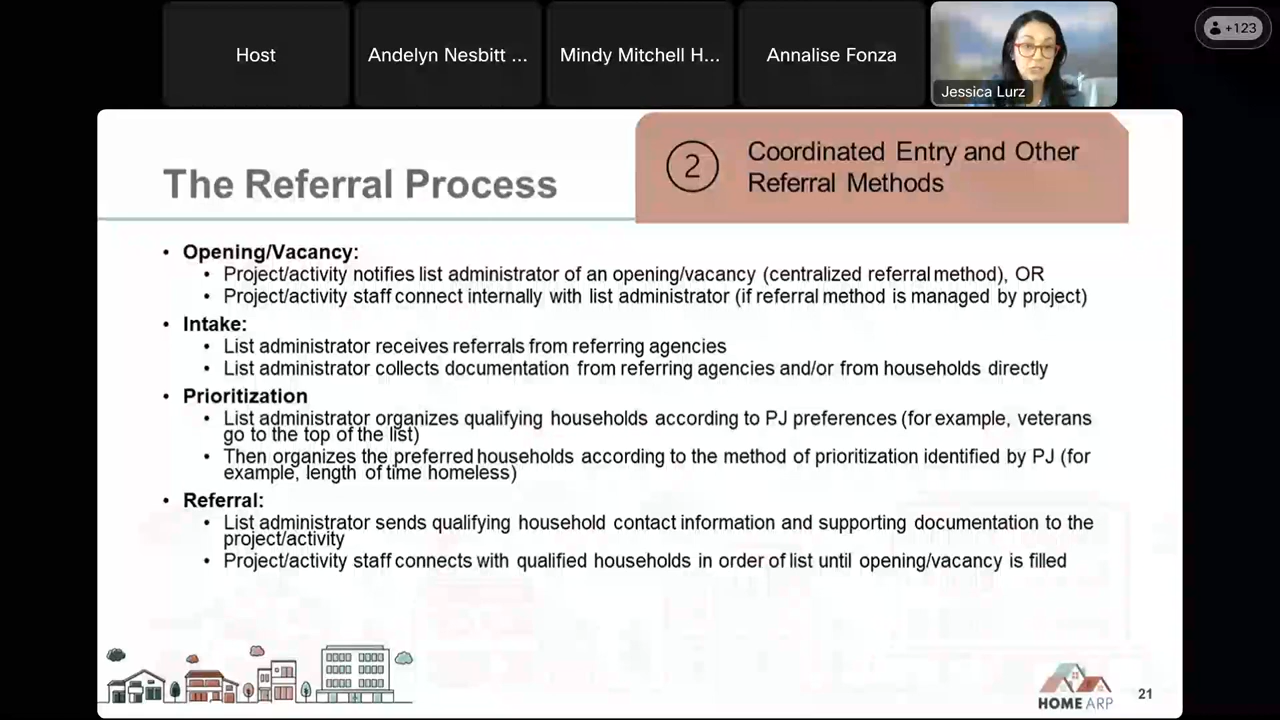 Host
Andelyn Nesbitt ...
Mindy Mitchell H...
Annalise Fonza
+123
Jessica Lurz
The Referral Process
2
Coordinated Entry and Other
Referral Methods
• Opening/Vacancy:
• Project/activity notifies list administrator of an opening/vacancy (centralized referral method), OR
• Project/activity staff connect internally with list administrator (if referral method is managed by project)
• Intake:
• List administrator receives referrals from referring agencies
• List administrator collects documentation from referring agencies and/or from households directly
• Prioritization
• List administrator organizes qualifying households according to PJ preferences (for example, veterans
go to the top of the list)
• Then organizes the preferred households according to the method of prioritization identified by PJ (for
example, length of time homeless)
• Referral:
• List administrator sends qualifying household contact information and supporting documentation to the
project/activity
• Project/activity staff connects with qualified households in order of list until opening/vacancy is filled
HOME ARP
21